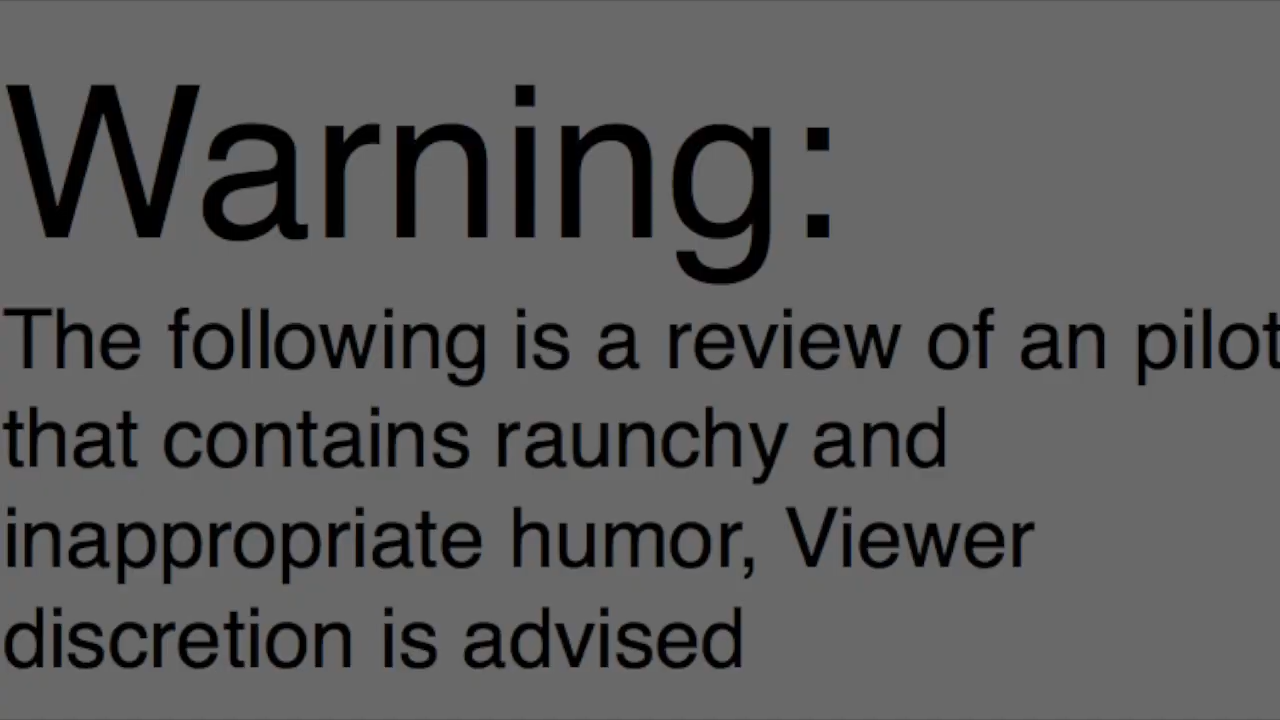 Warning:
The following is a review of an pilot
that contains raunchy and
inappropriate humor, Viewer
discretion is advised